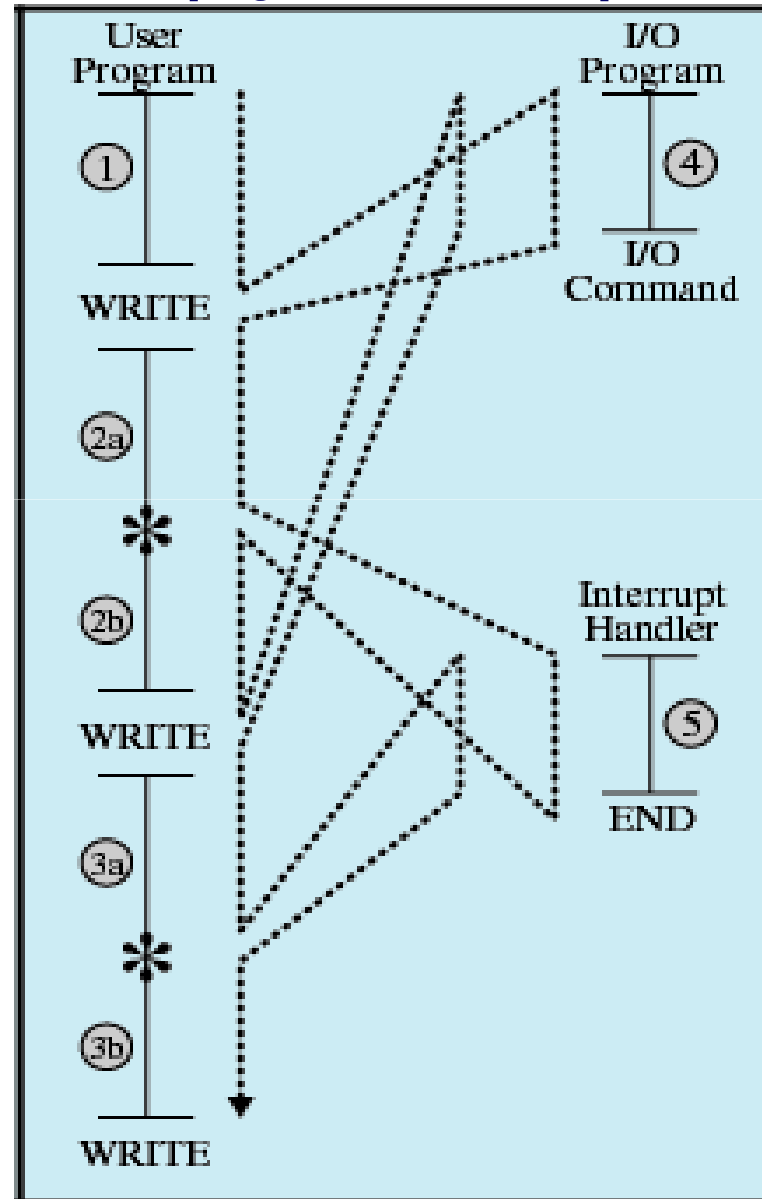 User
Program
1
WRITE
2a
2b
WRITE
3a
3b
WRITE
I/O
Program
4
I/O
Command
Interrupt
Handler
5
END